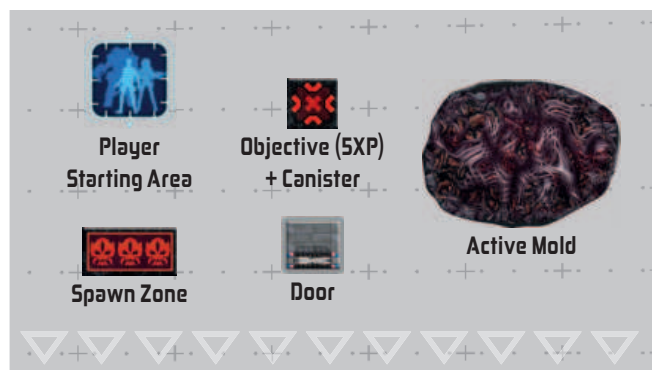 Player
Starting Area
Objective (5XP)
+ Canister
Active Mold
Spawn Zone
Door